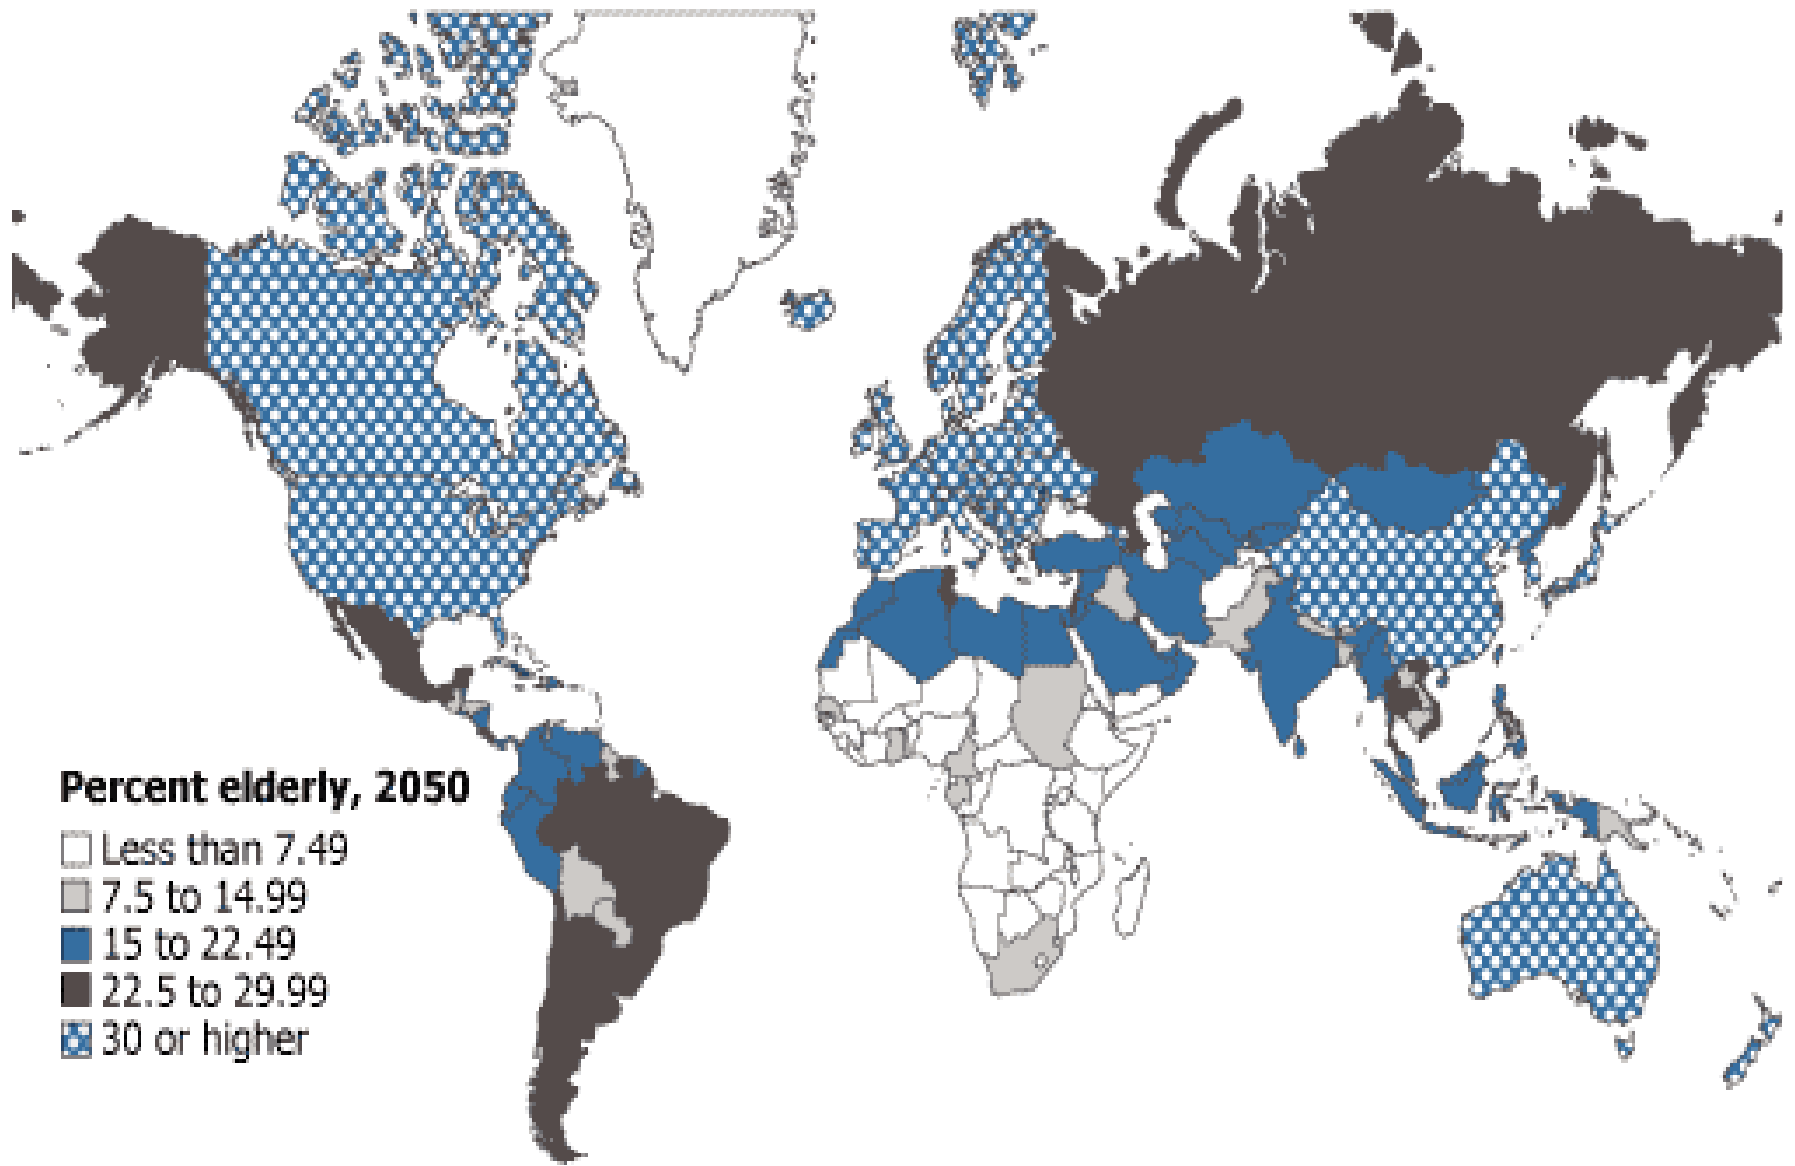 Percent elderly, 2050
Less than 7.49
7.5 to 14.99
15 to 22.49
22.5 to 29.99
30 or higher